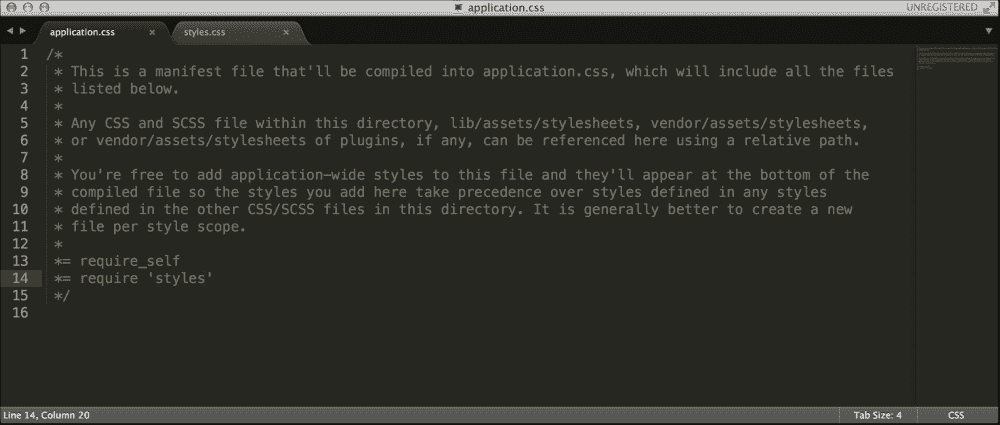 application.css
UNREGISTERED
application.css
styles.css
1 /*
2 * This is a manifest file that'll be compiled into application.css, which will include all the files
3 * listed below.
4 *
5 * Any CSS and SCSS file within this directory, lib/assets/stylesheets, vendor/assets/stylesheets,
6 * or vendor/assets/stylesheets of plugins, if any, can be referenced here using a relative path.
7 *
8 * You're free to add application-wide styles to this file and they'll appear at the bottom of the
9 * compiled file so the styles you add here take precedence over styles defined in any styles
10 * defined in the other CSS/SCSS files in this directory. It is generally better to create a new
11 * file per style scope.
12 *
13 *= require_self
14 *= require 'styles'
15 */
16
Line 14, Column 20
Tab Size: 4
CSS